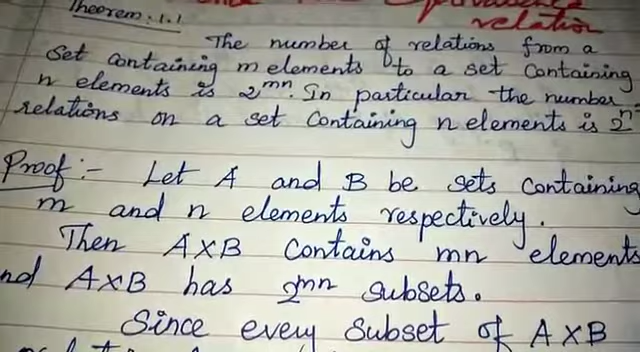 relation
Theorem:1.1
The number of relations from a
set containing m elements to a set containing
n elements is 2^mn. In particular the number
relations on a set containing n elements is 2^n
Proof:- Let A and B be sets containing
m and n elements respectively.
Then A×B contains mn elements
nd A×B has 2^mn subsets.
Since every subset of A×B